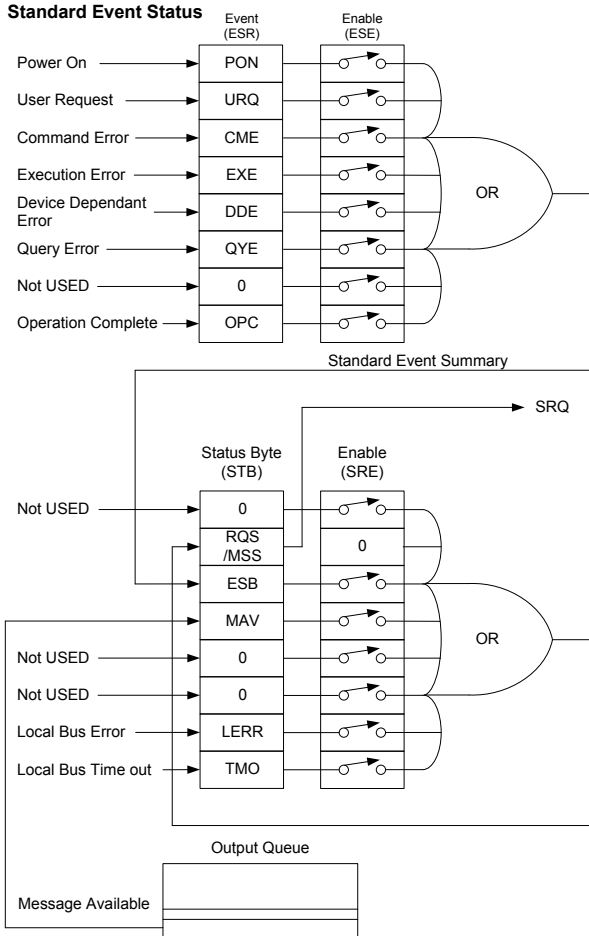 Standard Event Status
Event
(ESR)
Enable
(ESE)
Power On
PON
User Request
URQ
Command Error
CME
Execution Error
EXE
Device Dependant
Error
DDE
Query Error
QYE
Not USED
0
Operation Complete
OPC
OR
Standard Event Summary
SRQ
Status Byte
(STB)
Enable
(SRE)
Not USED
0
RQS
/MSS
0
ESB
MAV
Not USED
0
Not USED
0
Local Bus Error
LERR
Local Bus Time out
TMO
OR
Output Queue
Message Available